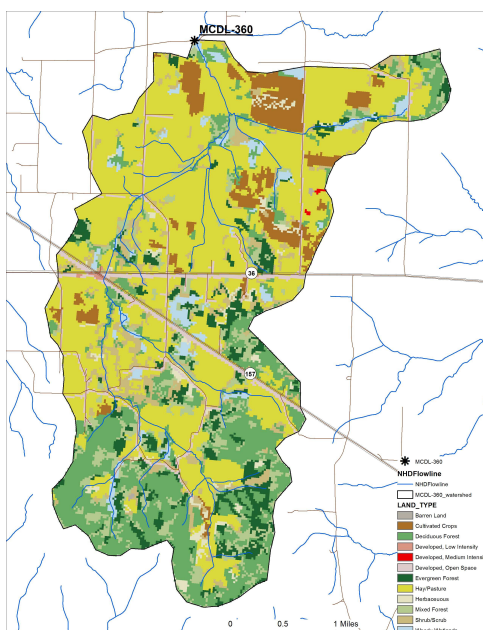 MCDL-360
36
187
MCDL-360
NHDFlowline
NHDFlowline
MCDL-360_watershed
LAND_TYPE
Barren Land
Cultivated Crops
Deciduous Forest
Developed, Low Intensity
Developed, Medium Intensi
Developed, Open Space
Evergreen Forest
Hay/Pasture
Herbaceuous
Mixed Forest
Shrub/Scrub
Woody Wetlands
0 0.5 1 Miles